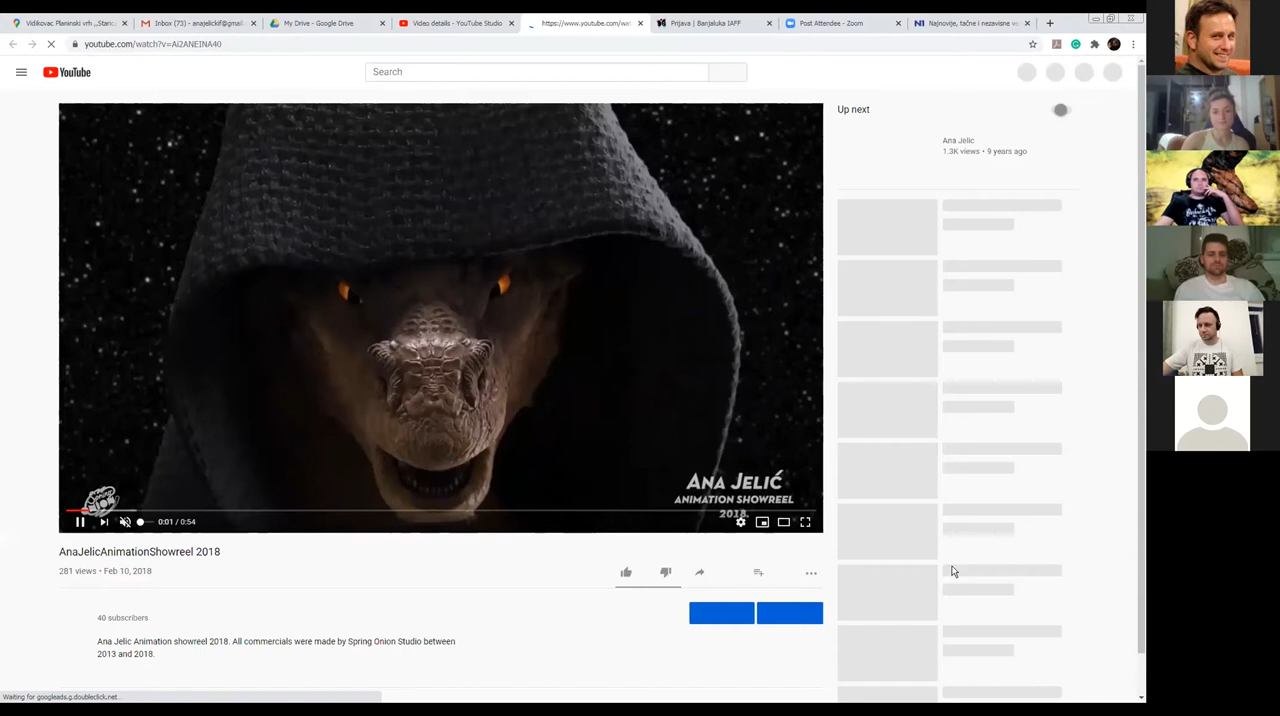 Vidikovac Planinski vrh „Staric
Inbox (73) - anajelickif@gmail.
My Drive - Google Drive
Video details - YouTube Studio
https://www.youtube.com/wat
Prijava | Banjaluka IAFF
Post Attendee - Zoom
N1
Najnovije, tačne i nezavisne ve
youtube.com/watch?v=Ai2ANEINA40
YouTube
Search
Up next
Ana Jelic
1.3K views • 9 years ago
ANA JELIĆ
ANIMATION SHOWREEL
2018.
0:01 / 0:54
AnaJelicAnimationShowreel 2018
281 views • Feb 10, 2018
40 subscribers
Ana Jelic Animation showreel 2018. All commercials were made by Spring Onion Studio between
2013 and 2018.
Waiting for googleads.g.doubleclick.net...